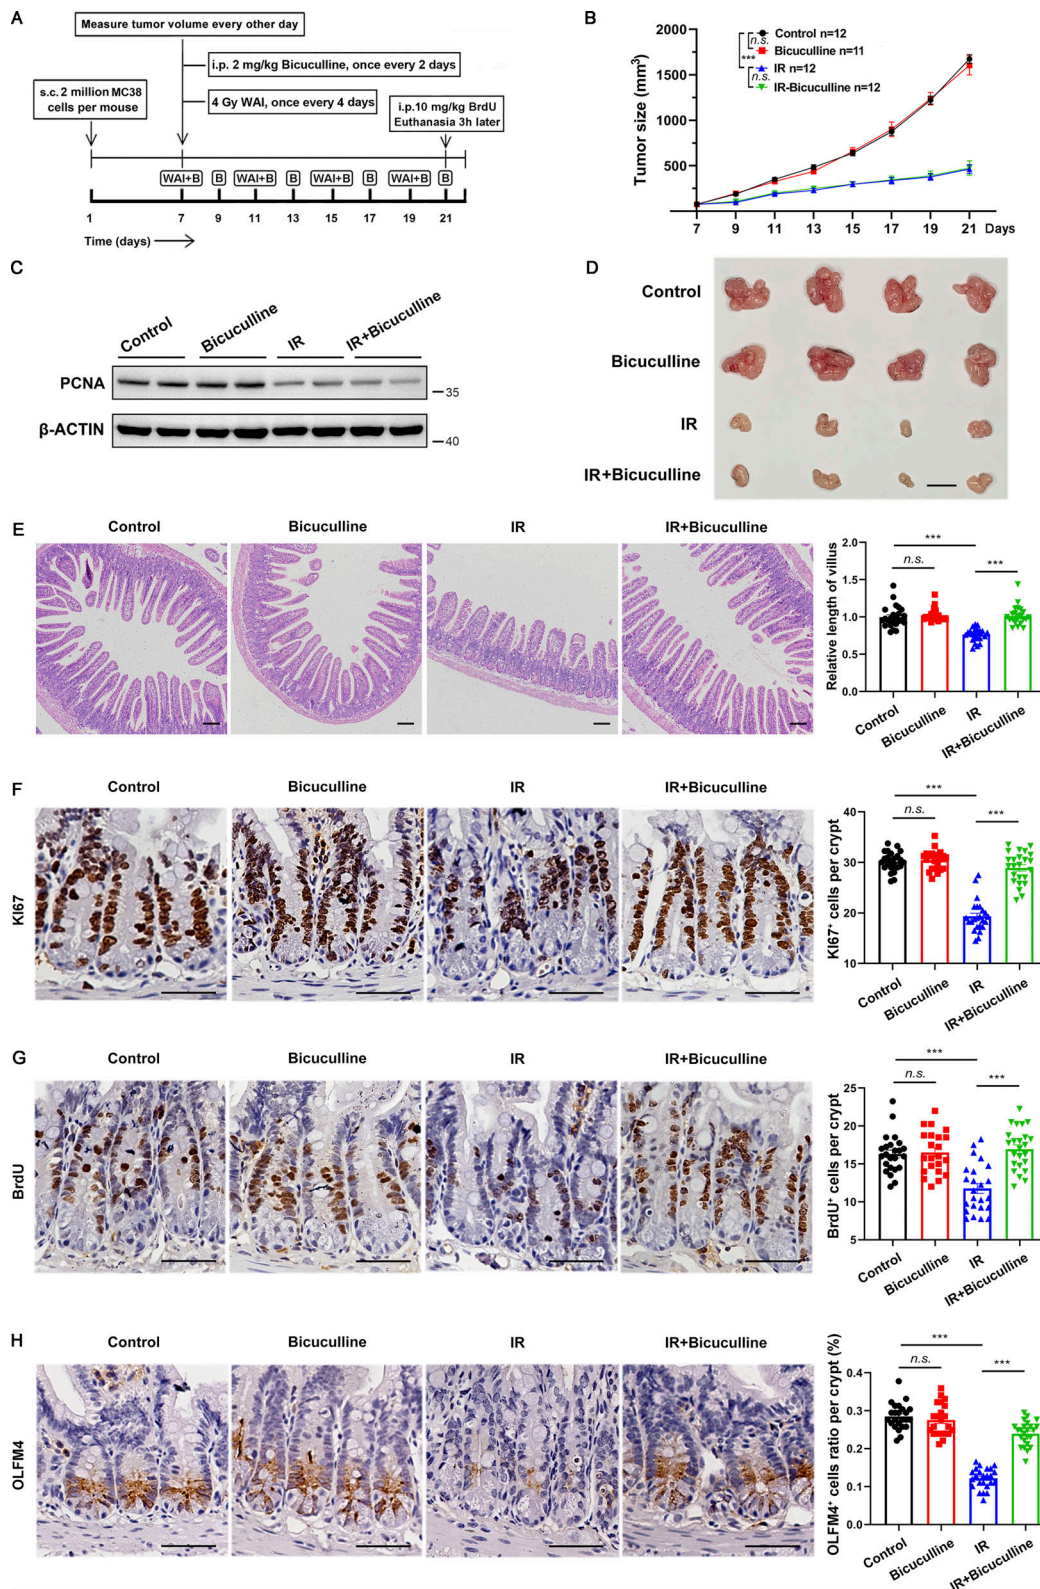 A
Measure tumor volume every other day
i.p. 2 mg/kg Bicuculline, once every 2 days
s.c. 2 million MC38
cells per mouse
4 Gy WAI, once every 4 days
i.p.10 mg/kg BrdU
Euthanasia 3h later
WAI+B B WAI+B B WAI+B B WAI+B B
1 7 9 11 13 15 17 19 21
Time (days)
B
Tumor size (mm³)
2000
1500
1000
500
0
7 9 11 13 15 17 19 21 Days
Control n=12
n.s.
Bicuculline n=11
***
IR n=12
n.s.
IR-Bicuculline n=12
C
Control Bicuculline IR IR+Bicuculline
PCNA
35
β-ACTIN
40
D
Control
Bicuculline
IR
IR+Bicuculline
E
Control Bicuculline IR IR+Bicuculline
Relative length of villus
2.0
1.5
1.0
0.5
0.0
***
n.s. ***
Control Bicuculline IR IR+Bicuculline
F
Control Bicuculline IR IR+Bicuculline
KI67
KI67⁺ cells per crypt
40
30
20
10
***
n.s. ***
Control Bicuculline IR IR+Bicuculline
G
Control Bicuculline IR IR+Bicuculline
BrdU
BrdU⁺ cells per crypt
25
20
15
10
5
***
n.s. ***
Control Bicuculline IR IR+Bicuculline
H
Control Bicuculline IR IR+Bicuculline
OLFM4
OLFM4⁺ cells ratio per crypt (%)
0.4
0.3
0.2
0.1
0.0
***
n.s. ***
Control Bicuculline IR IR+Bicuculline